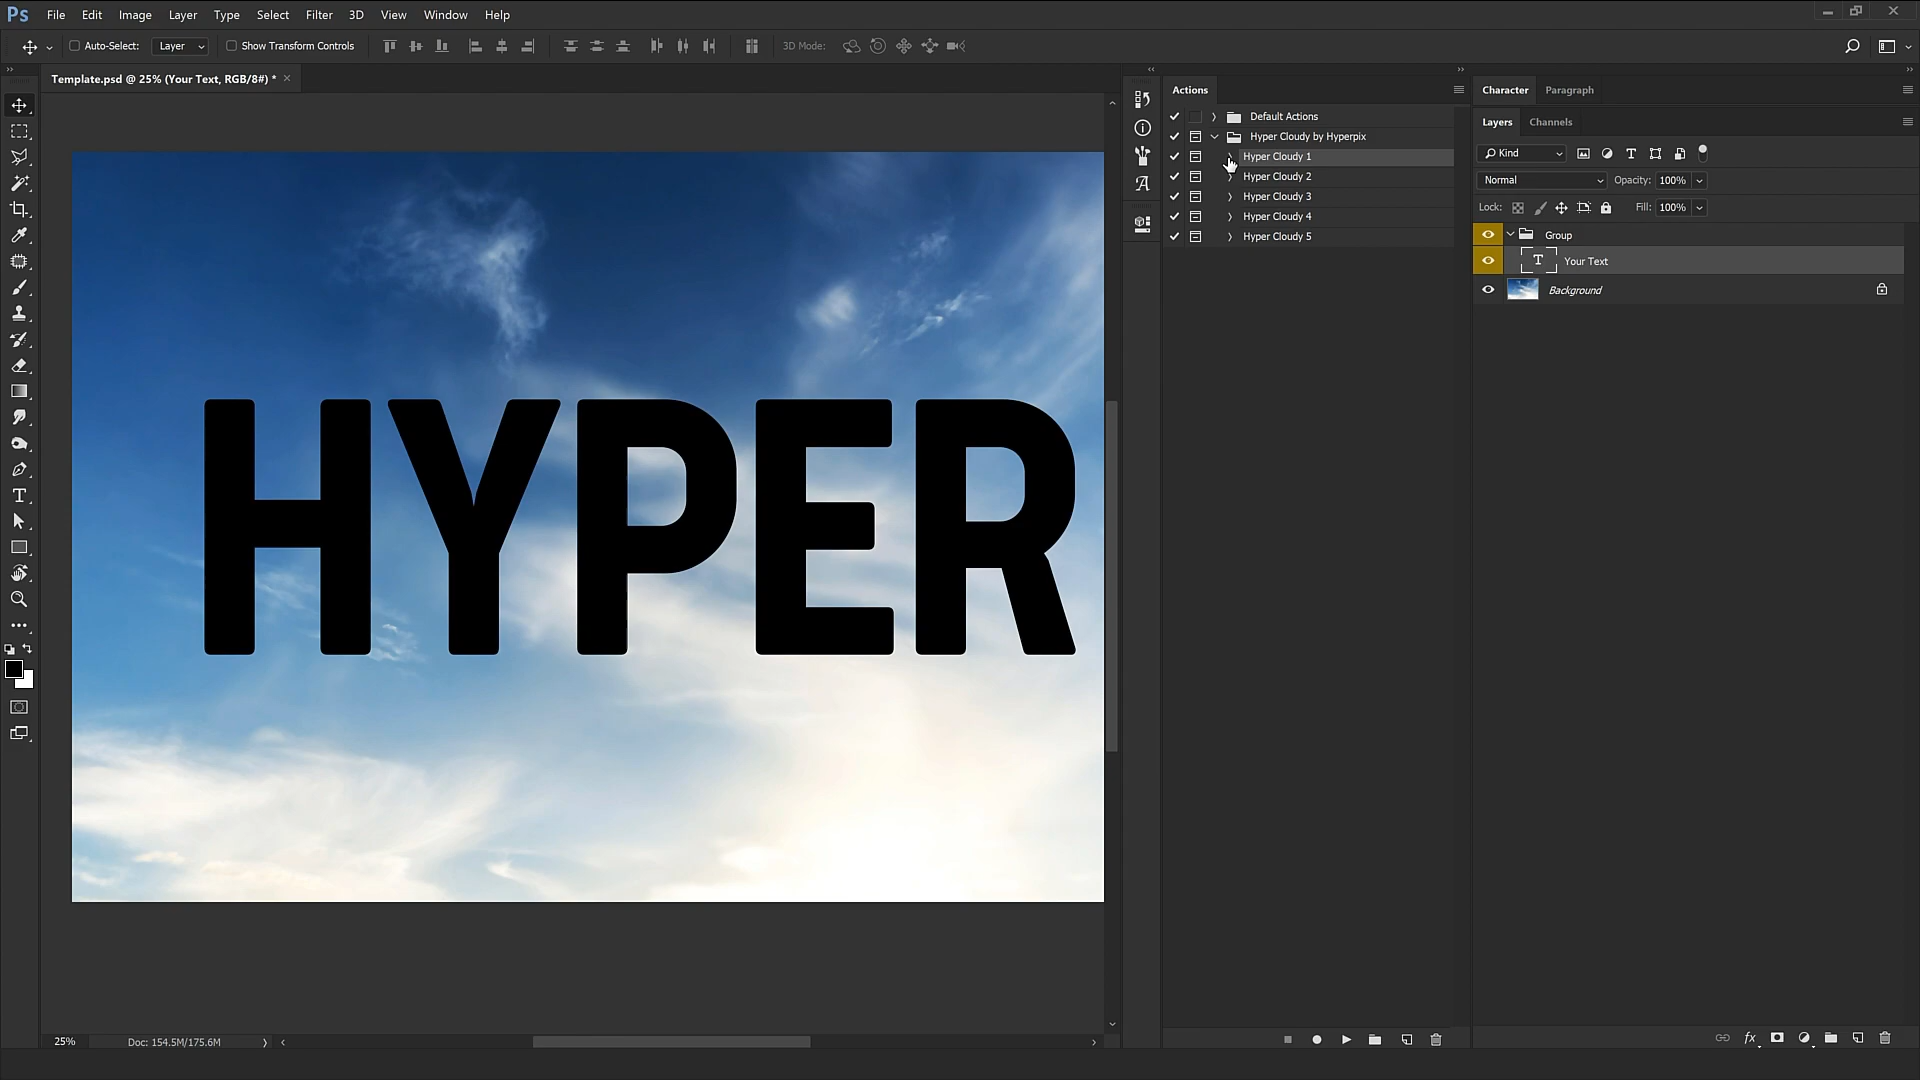 Ps File Edit Image Layer Type Select Filter 3D View Window Help
Auto-Select: Layer Show Transform Controls 3D Mode:
Template.psd @ 25% (Your Text, RGB/8#) *
HYPER
25% Doc: 154.5M/175.6M
Actions
Default Actions
Hyper Cloudy by Hyperpix
Hyper Cloudy 1
Hyper Cloudy 2
Hyper Cloudy 3
Hyper Cloudy 4
Hyper Cloudy 5
Character Paragraph
Layers Channels
Kind
Normal Opacity: 100%
Lock: Fill: 100%
Group
Your Text
Background